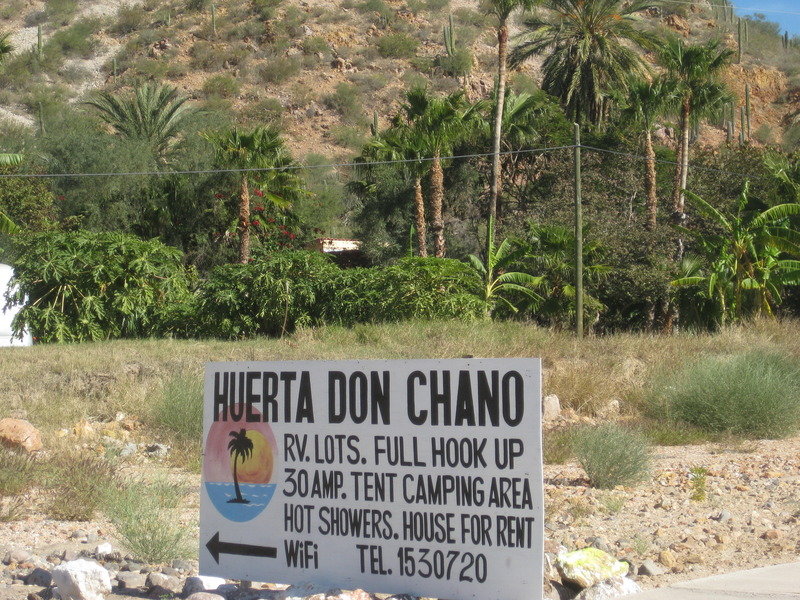 HUERTA DON CHANO
RV. LOTS. FULL HOOK UP
30 AMP. TENT CAMPING AREA
HOT SHOWERS. HOUSE FOR RENT
WiFi TEL. 1530720